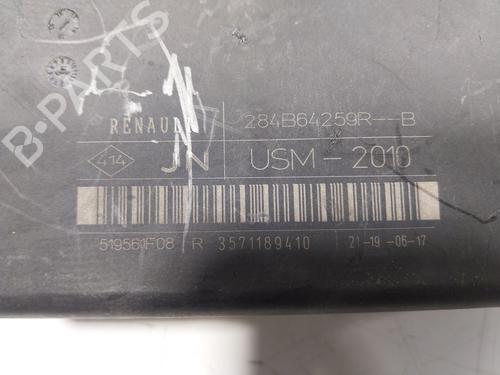 B-PARTS
RENAULT 284B64259R--B
414 JN USM - 2010
519561F08 R 3571189410 21-19-06-17